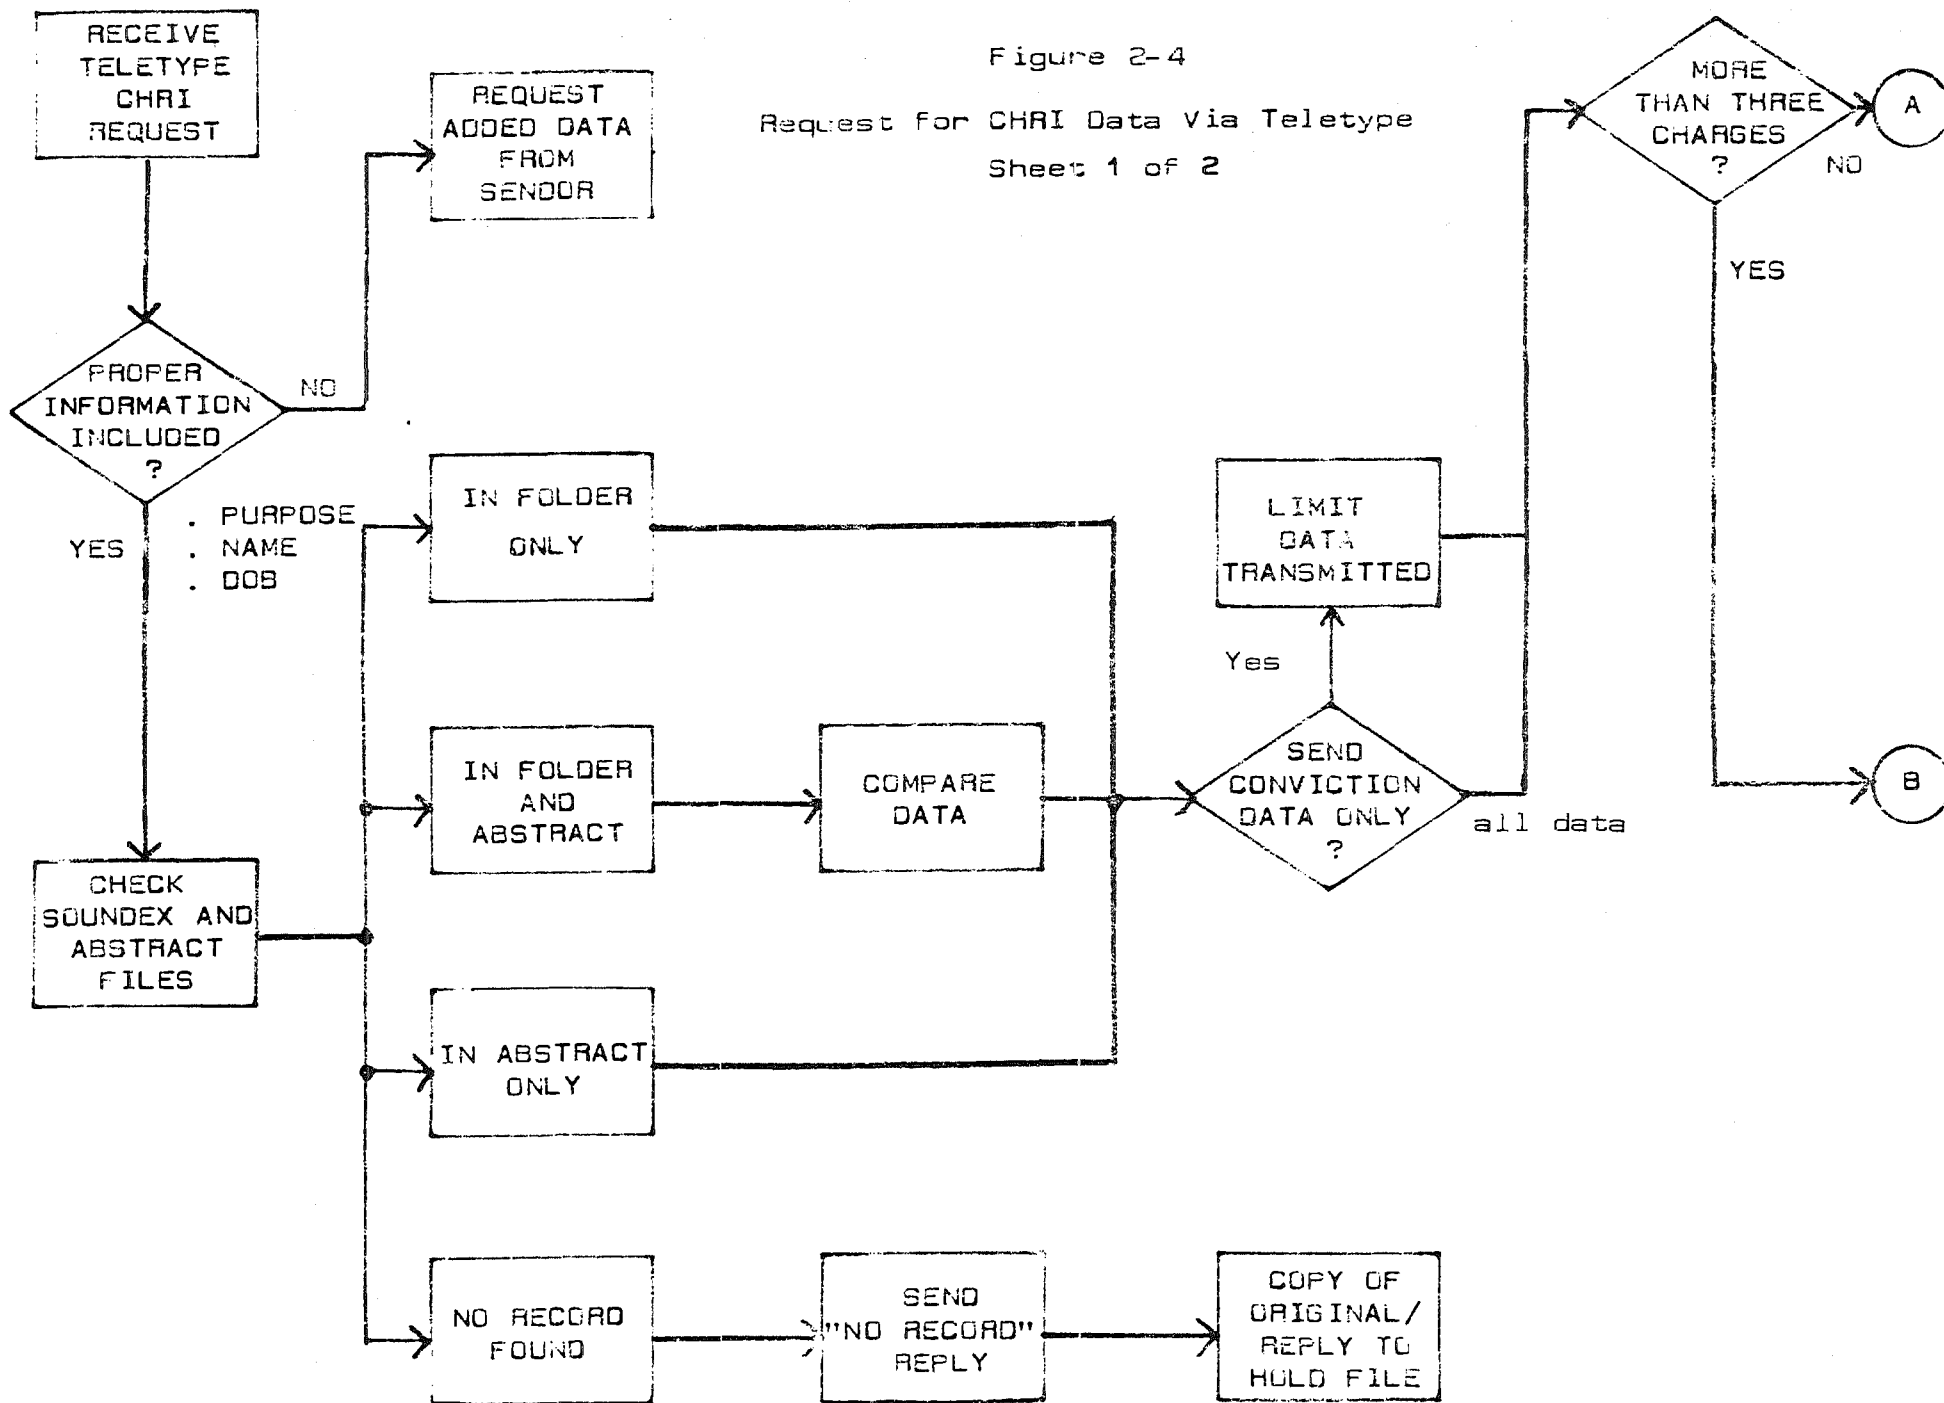 Figure 2-4
Request for CHRI Data Via Teletype
Sheet 1 of 2
RECEIVE
TELETYPE
CHRI
REQUEST
REQUEST
ADDED DATA
FROM
SENDOR
PROPER
INFORMATION
INCLUDED
?
NO
YES
. PURPOSE
. NAME
. DOB
CHECK
SOUNDEX AND
ABSTRACT
FILES
IN FOLDER
ONLY
IN FOLDER
AND
ABSTRACT
COMPARE
DATA
IN ABSTRACT
ONLY
NO RECORD
FOUND
SEND
"NO RECORD"
REPLY
COPY OF
ORIGINAL/
REPLY TO
HOLD FILE
SEND
CONVICTION
DATA ONLY
?
Yes
all data
LIMIT
DATA
TRANSMITTED
MORE
THAN THREE
CHARGES
?
NO
A
YES
B